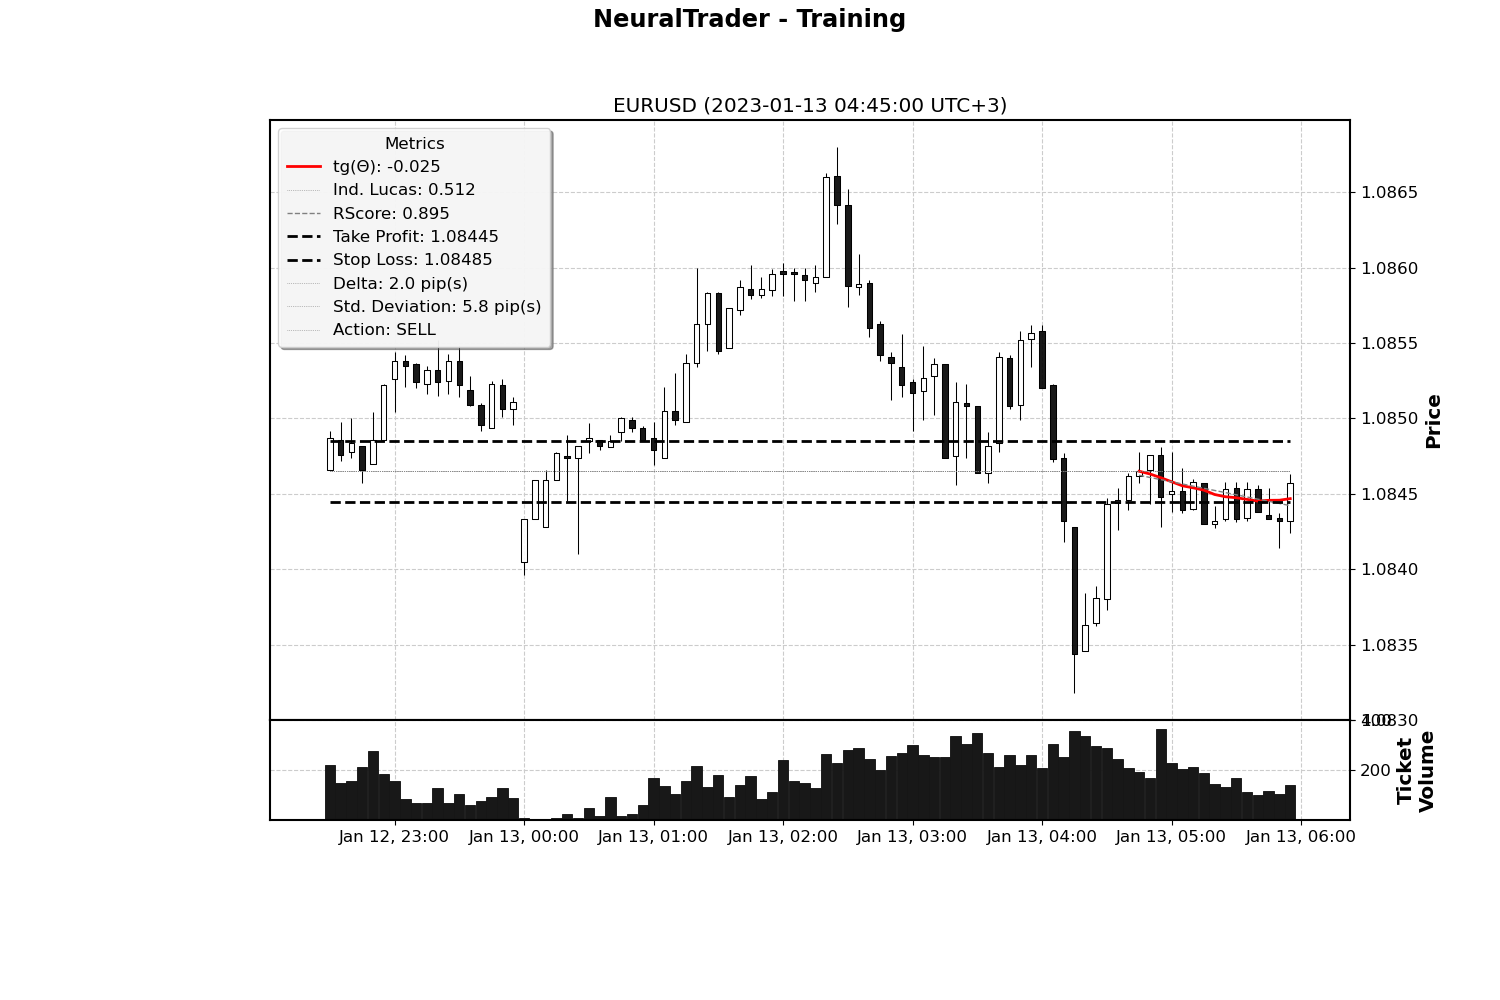 NeuralTrader - Training
EURUSD (2023-01-13 04:45:00 UTC+3)
Metrics
tg(Θ): -0.025
Ind. Lucas: 0.512
RScore: 0.895
Take Profit: 1.08445
Stop Loss: 1.08485
Delta: 2.0 pip(s)
Std. Deviation: 5.8 pip(s)
Action: SELL
1.0865
1.0860
1.0855
1.0850
1.0845
1.0840
1.0835
1.0830
Price
400
200
Ticket
Volume
Jan 12, 23:00
Jan 13, 00:00
Jan 13, 01:00
Jan 13, 02:00
Jan 13, 03:00
Jan 13, 04:00
Jan 13, 05:00
Jan 13, 06:00